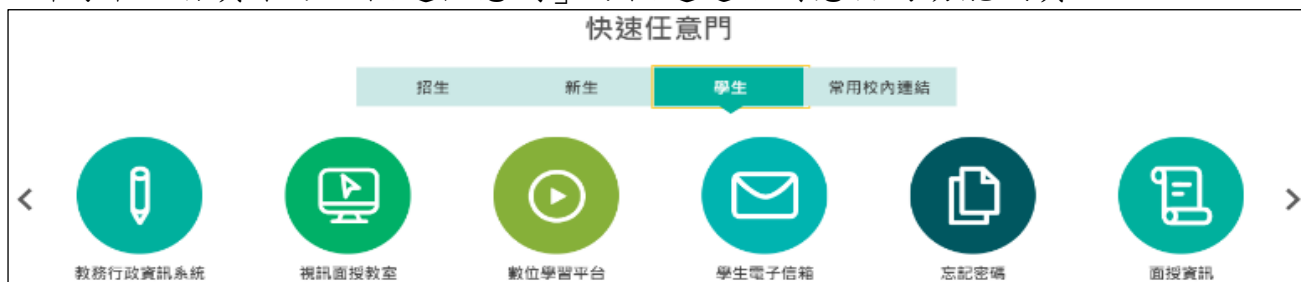 快速任意門
招生 新生 學生 常用校內連結
教務行政資訊系統 視訊面授教室 數位學習平台 學生電子信箱 忘記密碼 面授資訊